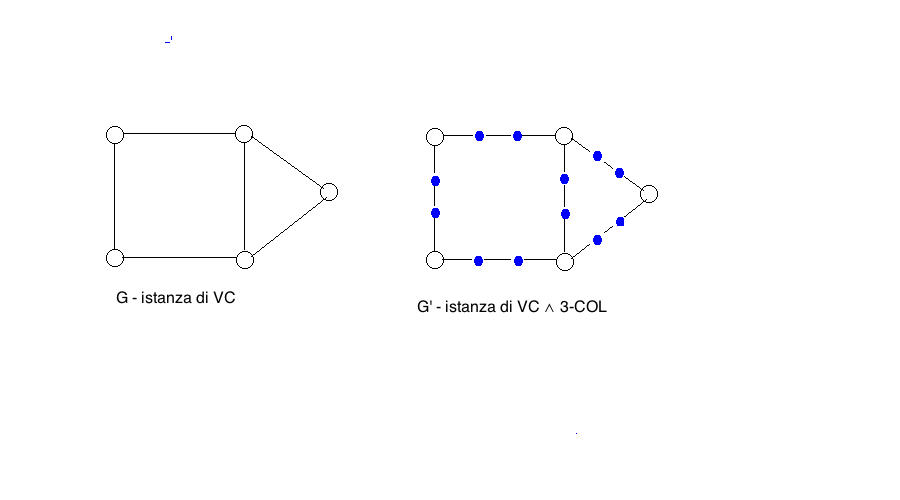 G - istanza di VC
G' - istanza di VC ∧ 3-COL